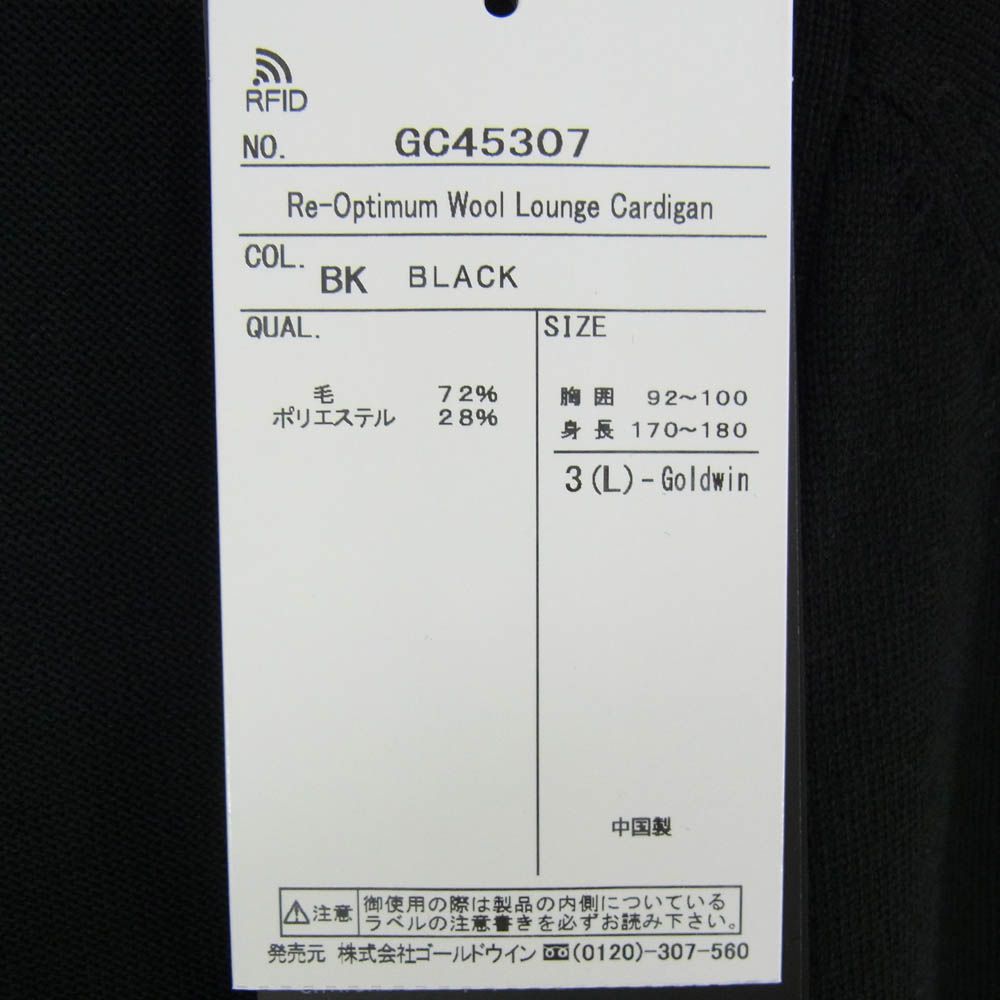 RFID
NO. GC45307
Re-Optimum Wool Lounge Cardigan
COL. BK BLACK
QUAL.
毛 72%
ポリエステル 28%
SIZE
胸囲 92~100
身長 170~180
3(L)-Goldwin
中国製
注意 御使用の際は製品の内側についている
ラベルの注意書きを必ずお読み下さい。
発売元 株式会社ゴールドウイン (0120)-307-560